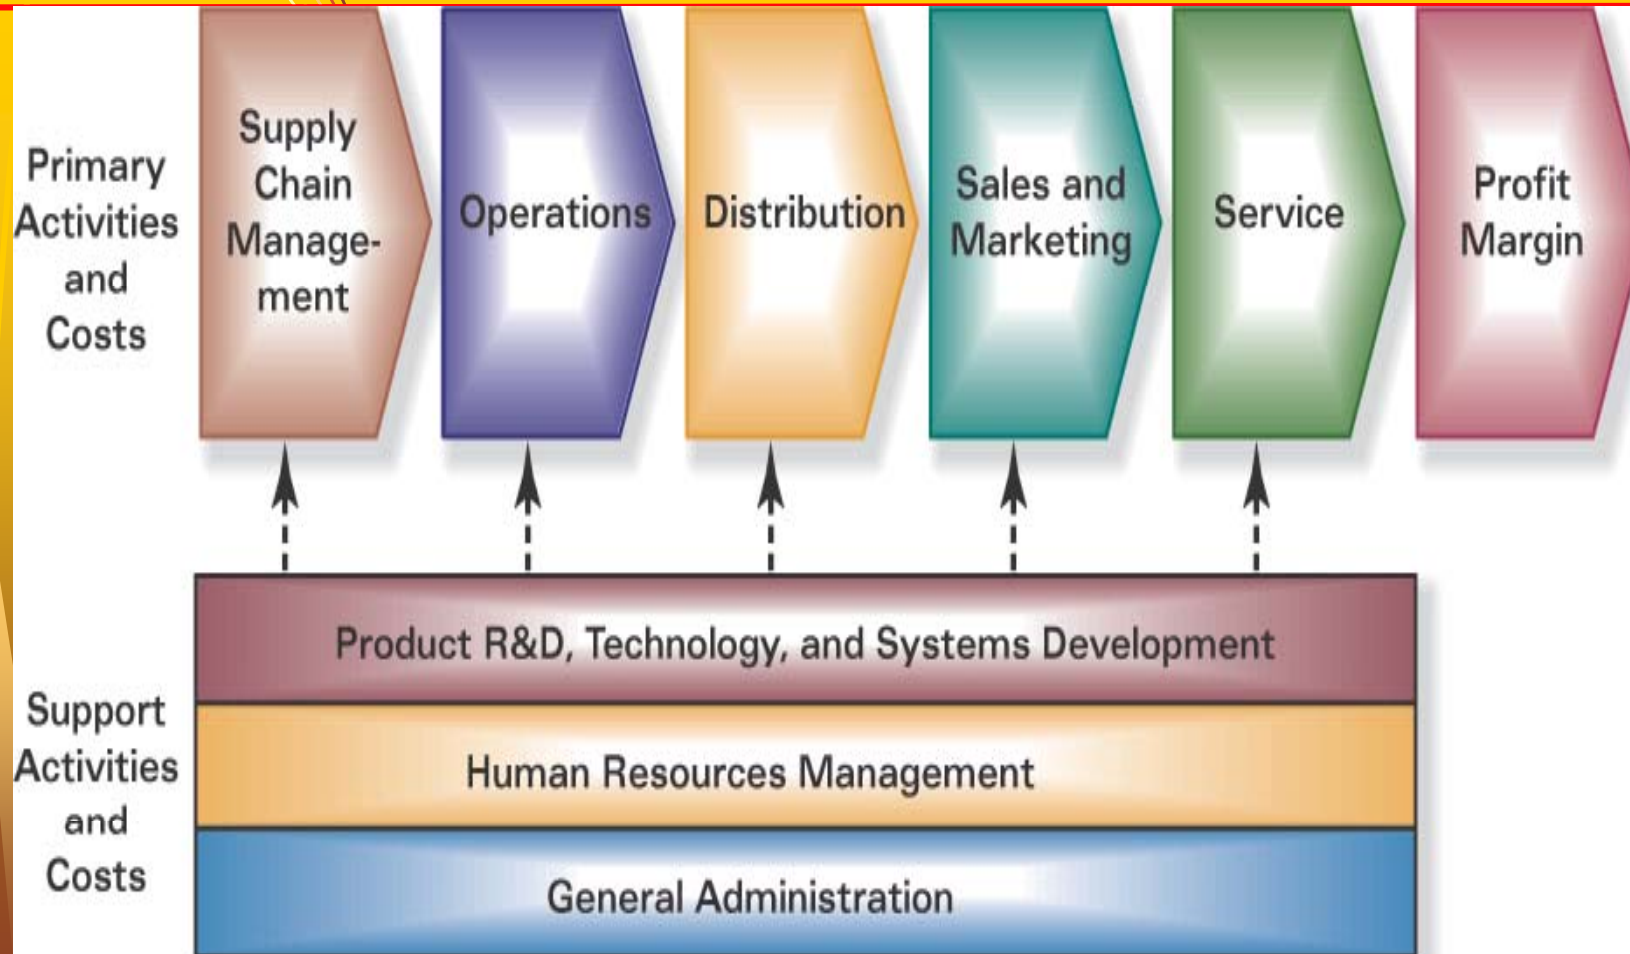 Primary
Activities
and
Costs
Supply
Chain
Manage-
ment
Operations
Distribution
Sales and
Marketing
Service
Profit
Margin
Support
Activities
and
Costs
Product R&D, Technology, and Systems Development
Human Resources Management
General Administration